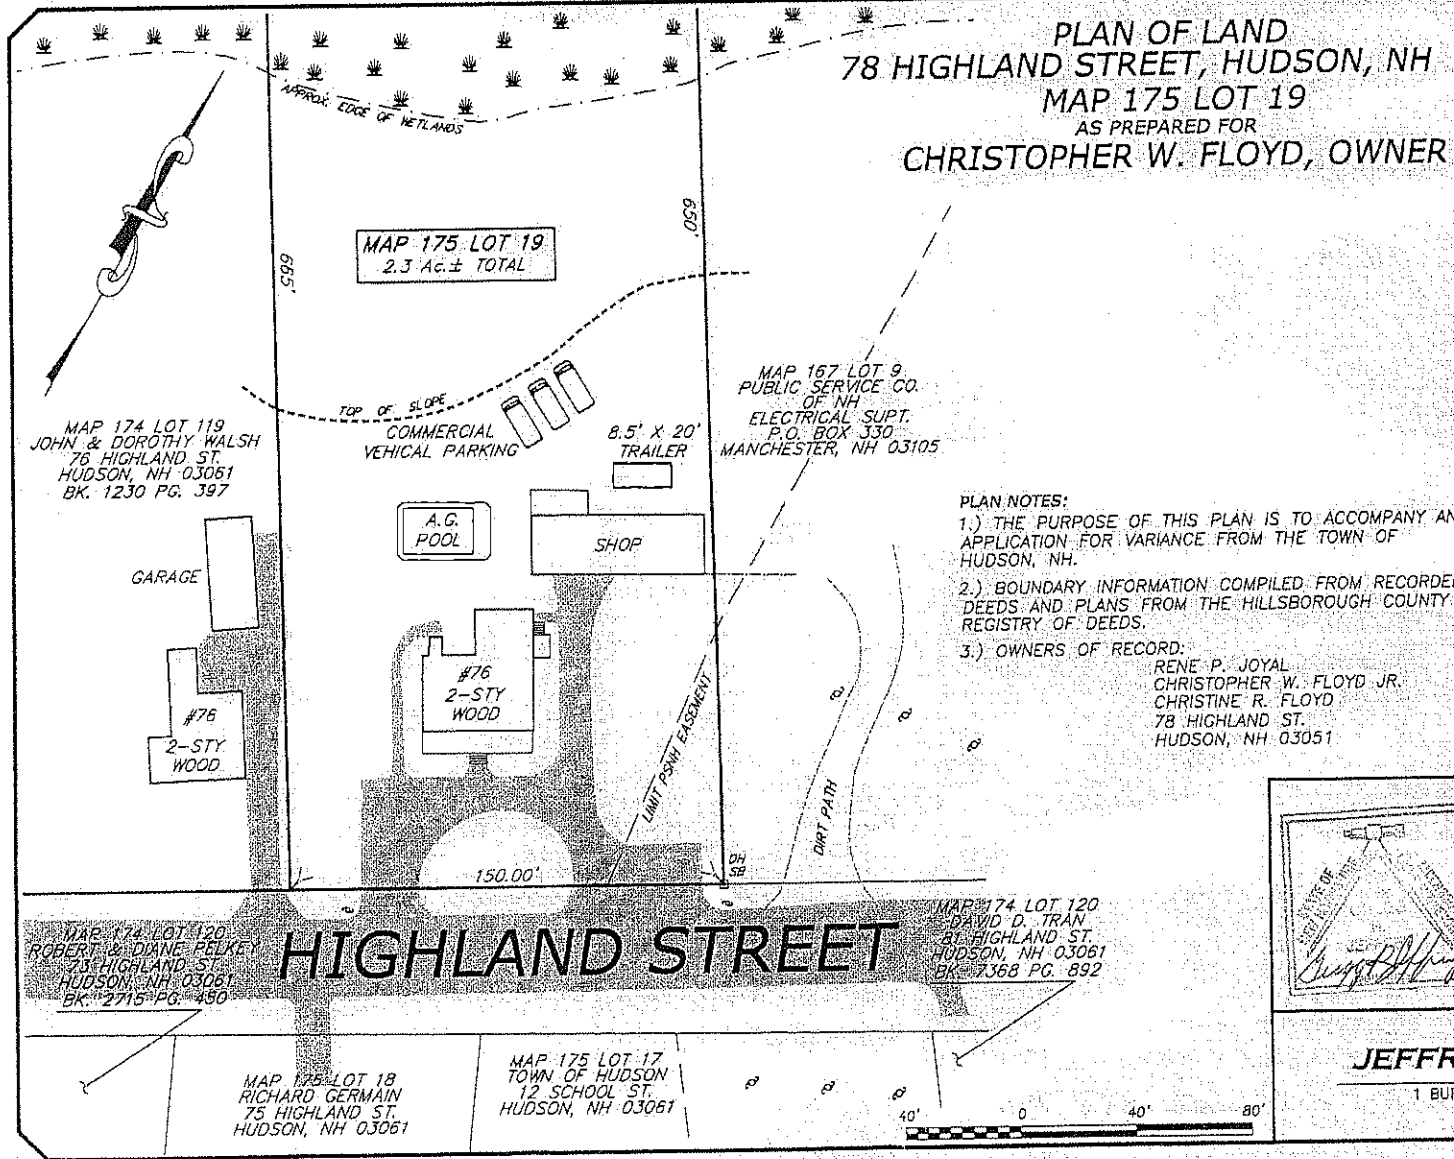 PLAN OF LAND
78 HIGHLAND STREET, HUDSON, NH
MAP 175 LOT 19
AS PREPARED FOR
CHRISTOPHER W. FLOYD, OWNER
APPROX. EDGE OF WETLANDS
MAP 175 LOT 19
2.3 Ac.± TOTAL
665'
650'
TOP OF SLOPE
COMMERCIAL
VEHICAL PARKING
8.5' X 20'
TRAILER
MAP 167 LOT 9
PUBLIC SERVICE CO.
OF NH
ELECTRICAL SUPT.
P.O. BOX 330
MANCHESTER, NH 03105
MAP 174 LOT 119
JOHN & DOROTHY WALSH
76 HIGHLAND ST.
HUDSON, NH 03061
BK. 1230 PG. 397
A.G.
POOL
SHOP
GARAGE
#76
2-STY
WOOD
#76
2-STY
WOOD
LIMIT PSNH EASEMENT
DIRT PATH
PLAN NOTES:
1.) THE PURPOSE OF THIS PLAN IS TO ACCOMPANY AN
APPLICATION FOR VARIANCE FROM THE TOWN OF
HUDSON, NH.
2.) BOUNDARY INFORMATION COMPILED FROM RECORDED
DEEDS AND PLANS FROM THE HILLSBOROUGH COUNTY
REGISTRY OF DEEDS.
3.) OWNERS OF RECORD:
RENE P. JOYAL
CHRISTOPHER W. FLOYD JR.
CHRISTINE R. FLOYD
78 HIGHLAND ST.
HUDSON, NH 03051
150.00'
DH
SB
HIGHLAND STREET
MAP 174 LOT 120
ROBERT & DIANE PELKEY
73 HIGHLAND ST.
HUDSON, NH 03061
BK. 2715 PG. 480
MAP 174 LOT 120
DAVID D. TRAN
81 HIGHLAND ST.
HUDSON, NH 03061
BK. 7368 PG. 892
MAP 175 LOT 18
RICHARD GERMAIN
75 HIGHLAND ST.
HUDSON, NH 03061
MAP 175 LOT 17
TOWN OF HUDSON
12 SCHOOL ST.
HUDSON, NH 03061
40' 0 40' 80'
JEFFR
1 BU